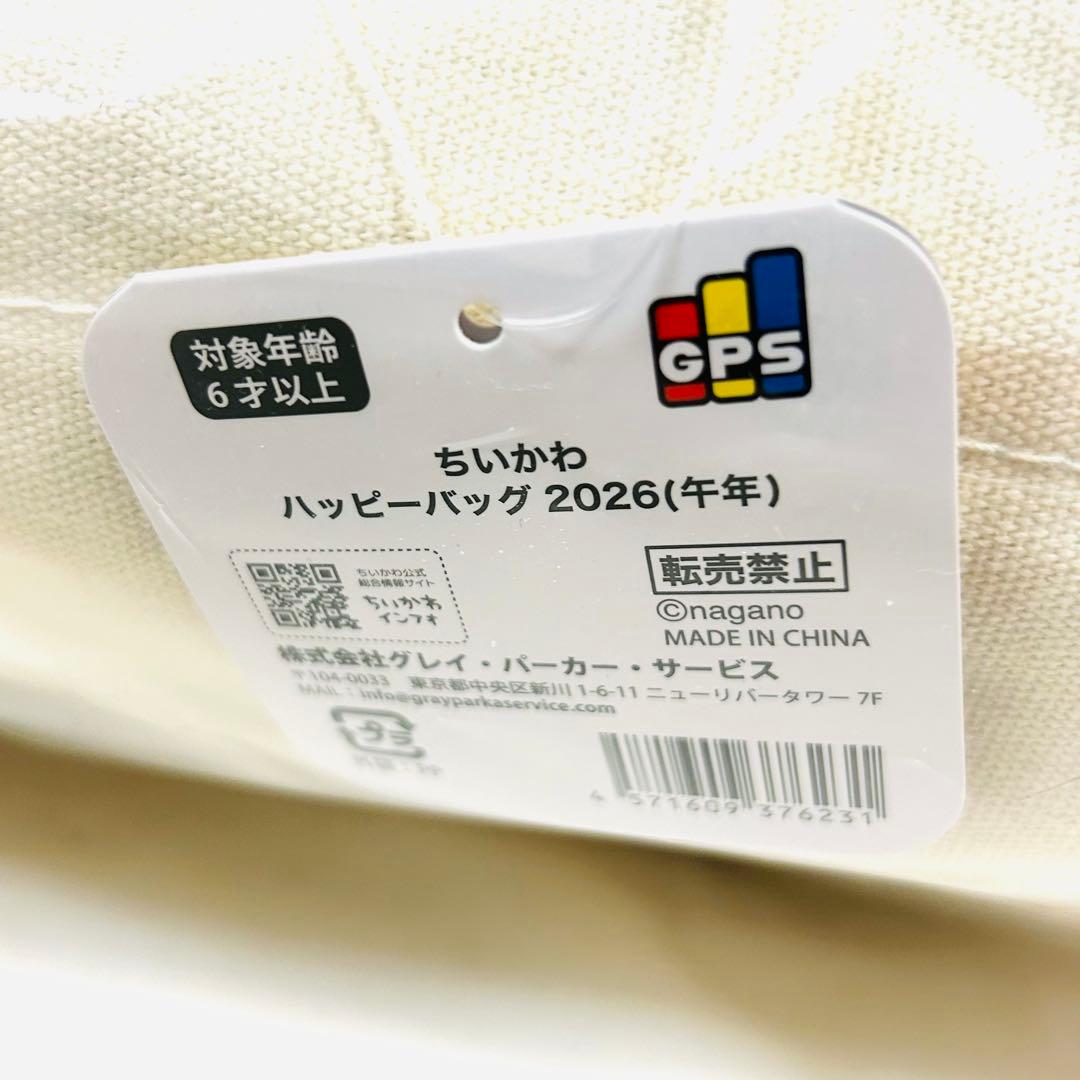 対象年齢
6才以上
GPS
ちいかわ
ハッピーバッグ 2026(午年)
ちいかわ公式
総合情報サイト
ちいかわ
インフォ
転売禁止
©nagano
MADE IN CHINA
株式会社グレイ・パーカー・サービス
〒104-0033 東京都中央区新川 1-6-11 ニューリバータワー 7F
MAIL：info@grayparkaservice.com
プラ
4 571609 376231